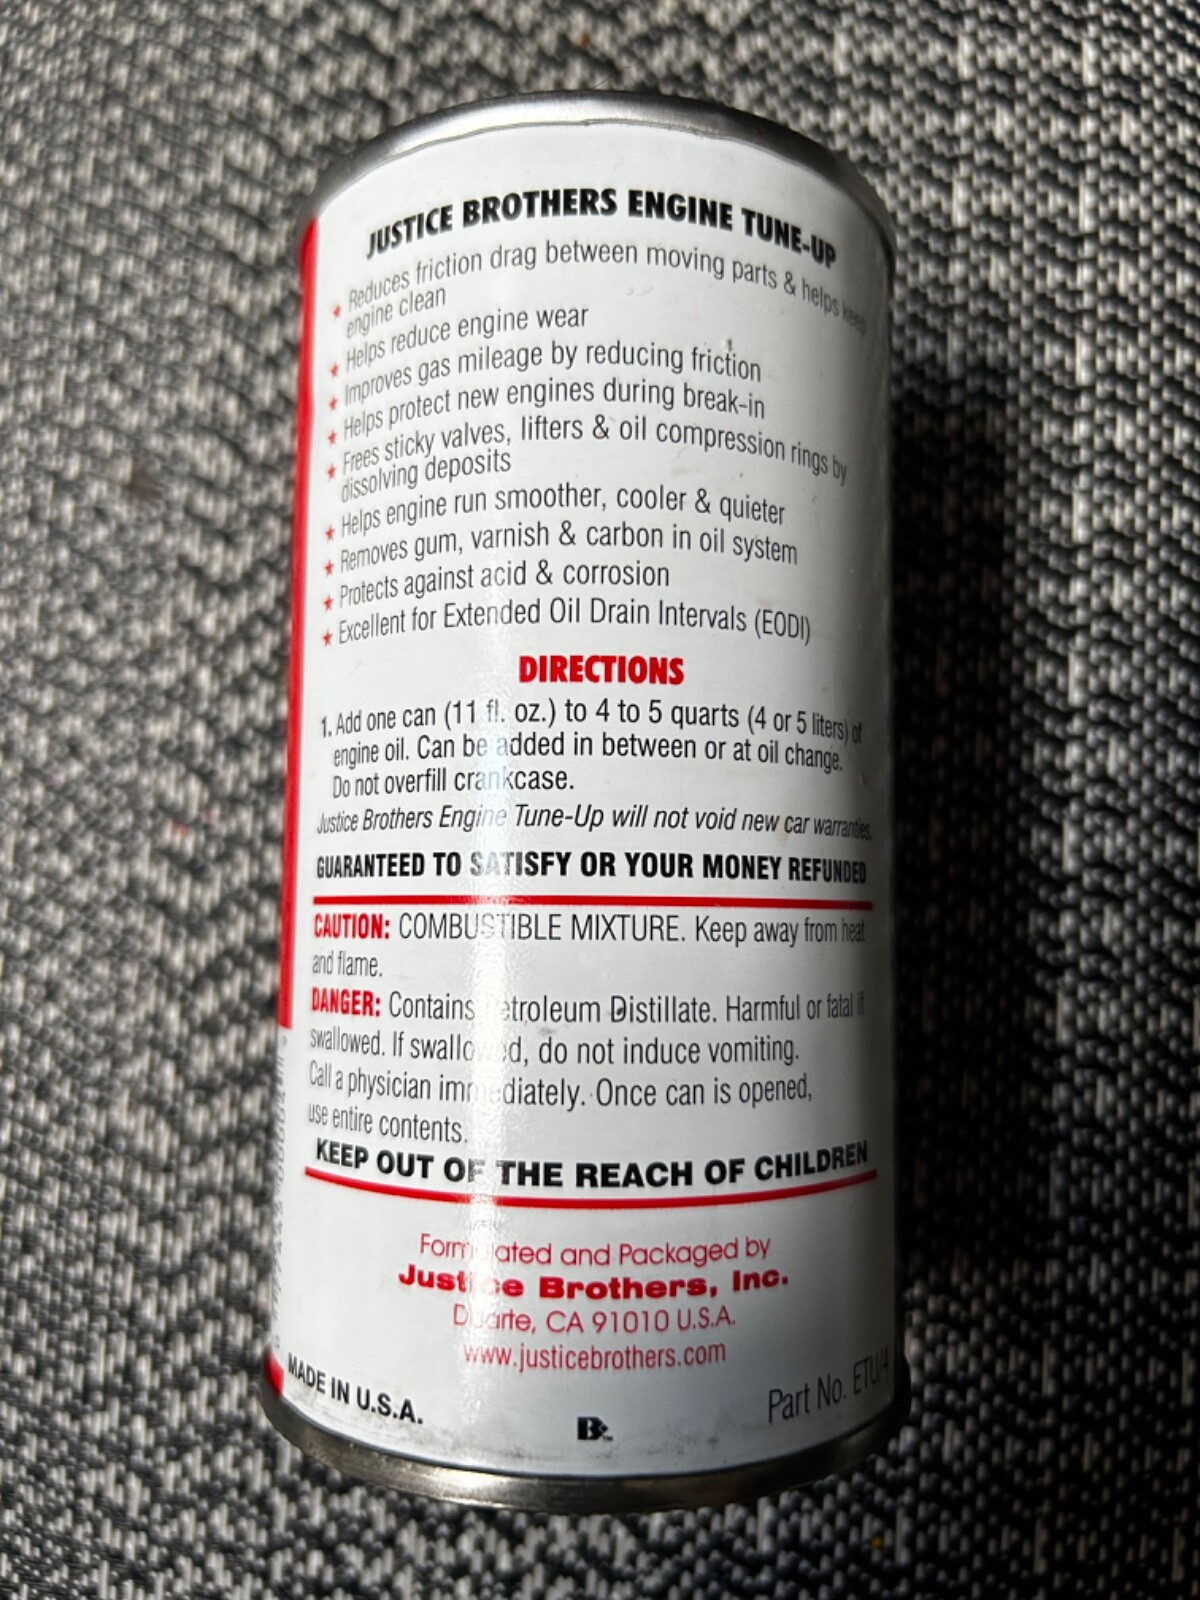 JUSTICE BROTHERS ENGINE TUNE-UP
★ Reduces friction drag between moving parts & helps keep
engine clean
★ Helps reduce engine wear
★ Improves gas mileage by reducing friction
★ Helps protect new engines during break-in
★ Frees sticky valves, lifters & oil compression rings by
dissolving deposits
★ Helps engine run smoother, cooler & quieter
★ Removes gum, varnish & carbon in oil system
★ Protects against acid & corrosion
★ Excellent for Extended Oil Drain Intervals (EODI)
DIRECTIONS
1. Add one can (11 fl. oz.) to 4 to 5 quarts (4 or 5 liters) of
engine oil. Can be added in between or at oil change.
Do not overfill crankcase.
Justice Brothers Engine Tune-Up will not void new car warranties.
GUARANTEED TO SATISFY OR YOUR MONEY REFUNDED
CAUTION: COMBUSTIBLE MIXTURE. Keep away from heat
and flame.
DANGER: Contains Petroleum Distillate. Harmful or fatal if
swallowed. If swallowed, do not induce vomiting.
Call a physician immediately. Once can is opened,
use entire contents.
KEEP OUT OF THE REACH OF CHILDREN
Formulated and Packaged by
Justice Brothers, Inc.
Duarte, CA 91010 U.S.A.
www.justicebrothers.com
MADE IN U.S.A.
Part No. ETU/4
B™